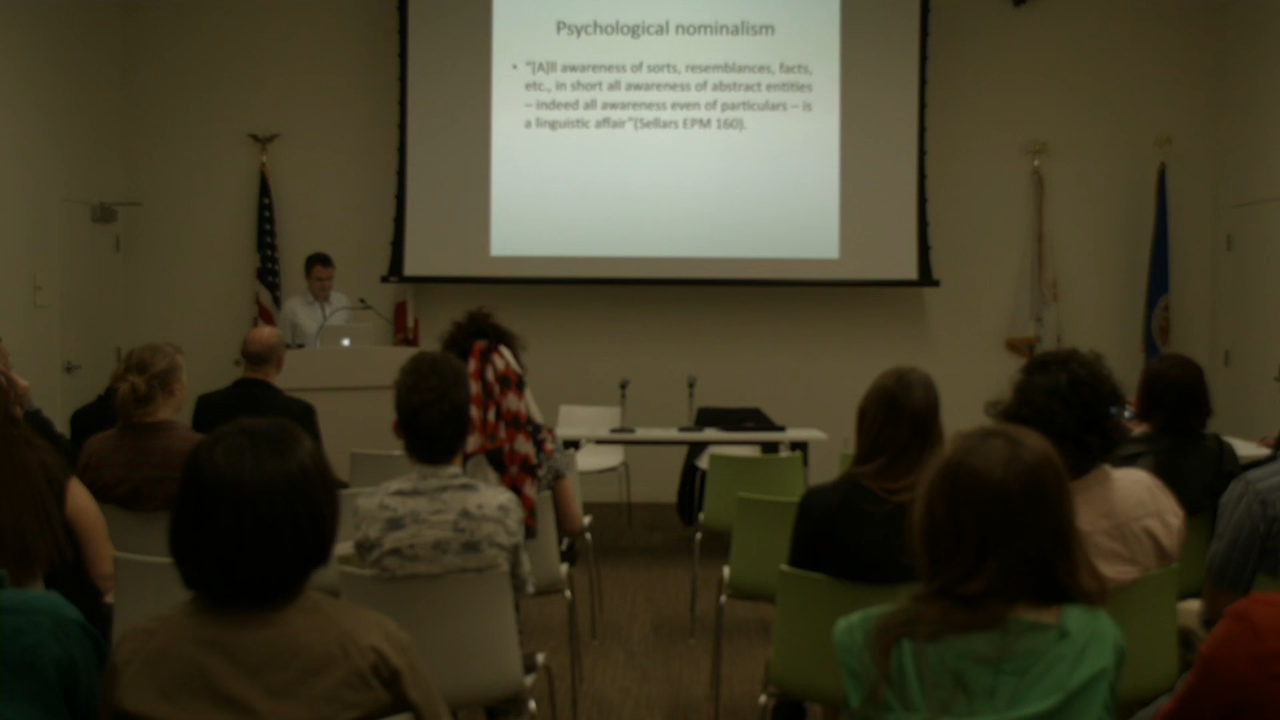 Psychological nominalism
• "[A]ll awareness of sorts, resemblances, facts,
etc., in short all awareness of abstract entities
– indeed all awareness even of particulars – is
a linguistic affair"(Sellars EPM 160).